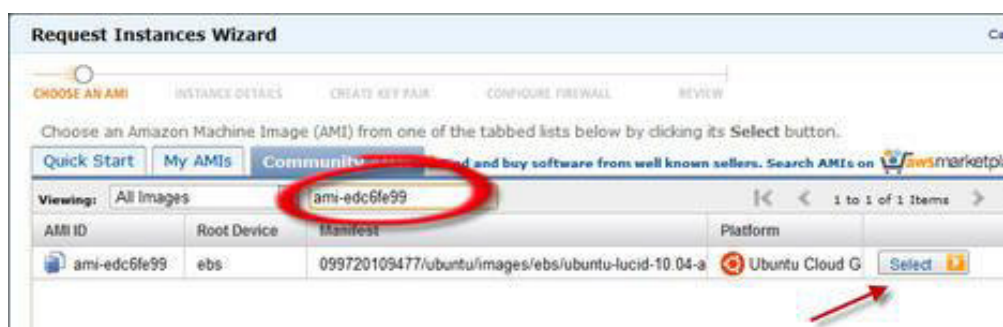 Request Instances Wizard Ca
CHOOSE AN AMI INSTANCE DETAILS CREATE KEY PAIR CONFIGURE FIREWALL REVIEW
Choose an Amazon Machine Image (AMI) from one of the tabbed lists below by clicking its Select button.
Quick Start My AMIs Community and buy software from well known sellers. Search AMIs on awsmarketpl
Viewing: All Images ami-edc6fe99 1 to 1 of 1 Items
AMI ID Root Device Manifest Platform
ami-edc6fe99 ebs 099720109477/ubuntu/images/ebs/ubuntu-lucid-10.04-a Ubuntu Cloud G Select